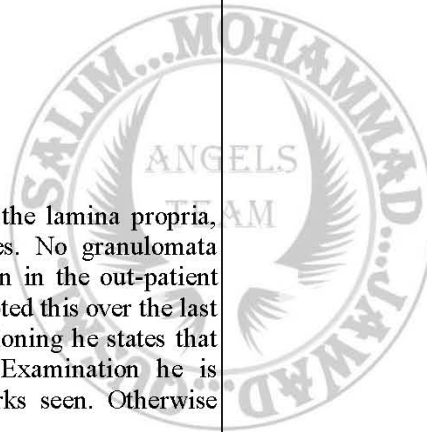 SALIM...MOHAMMAD...JAWAD...
ANGELS
TEAM
the lamina propria,
es. No granulomata
n in the out-patient
ted this over the last
oning he states that
Examination he is
rks seen. Otherwise